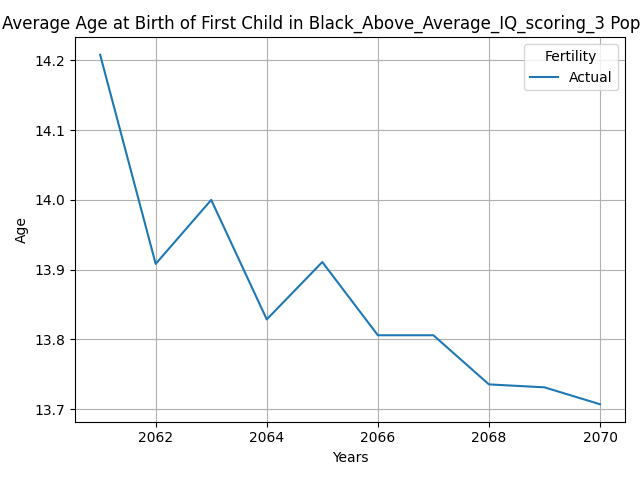 Average Age at Birth of First Child in Black_Above_Average_IQ_scoring_3 Pop
Fertility
Actual
14.2
14.1
14.0
13.9
13.8
13.7
Age
2062 2064 2066 2068 2070
Years